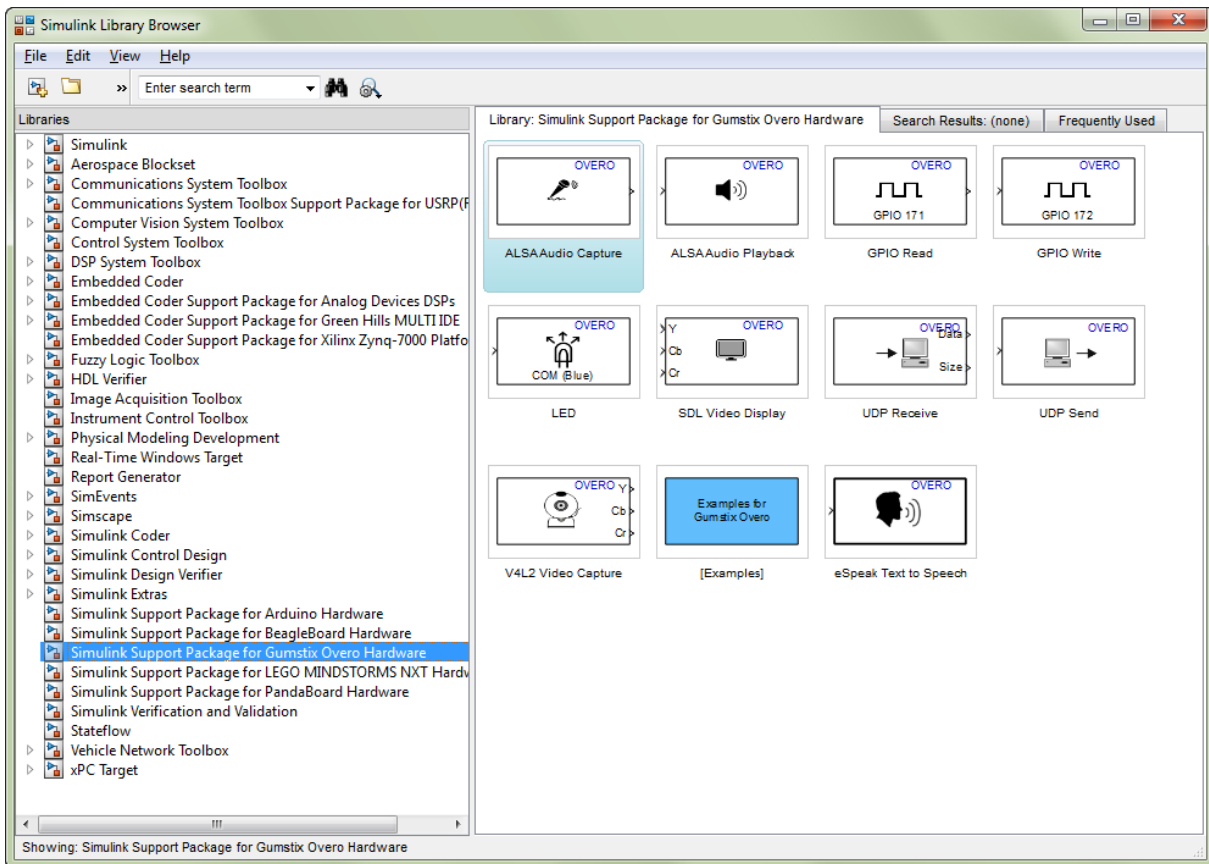 Simulink Library Browser
File Edit View Help
» Enter search term
Libraries
Simulink
Aerospace Blockset
Communications System Toolbox
Communications System Toolbox Support Package for USRP(R
Computer Vision System Toolbox
Control System Toolbox
DSP System Toolbox
Embedded Coder
Embedded Coder Support Package for Analog Devices DSPs
Embedded Coder Support Package for Green Hills MULTI IDE
Embedded Coder Support Package for Xilinx Zynq-7000 Platfo
Fuzzy Logic Toolbox
HDL Verifier
Image Acquisition Toolbox
Instrument Control Toolbox
Physical Modeling Development
Real-Time Windows Target
Report Generator
SimEvents
Simscape
Simulink Coder
Simulink Control Design
Simulink Design Verifier
Simulink Extras
Simulink Support Package for Arduino Hardware
Simulink Support Package for BeagleBoard Hardware
Simulink Support Package for Gumstix Overo Hardware
Simulink Support Package for LEGO MINDSTORMS NXT Hardw
Simulink Support Package for PandaBoard Hardware
Simulink Verification and Validation
Stateflow
Vehicle Network Toolbox
xPC Target
Library: Simulink Support Package for Gumstix Overo Hardware Search Results: (none) Frequently Used
OVERO OVERO OVERO OVERO
GPIO 171 GPIO 172
ALSA Audio Capture ALSA Audio Playback GPIO Read GPIO Write
OVERO Y OVERO OVERO Data OVERO
Cb
COM (Blue) Cr Size
LED SDL Video Display UDP Receive UDP Send
OVERO Y OVERO
Cb Examples for
Gumstix Overo
Cr
V4L2 Video Capture [Examples] eSpeak Text to Speech
Showing: Simulink Support Package for Gumstix Overo Hardware